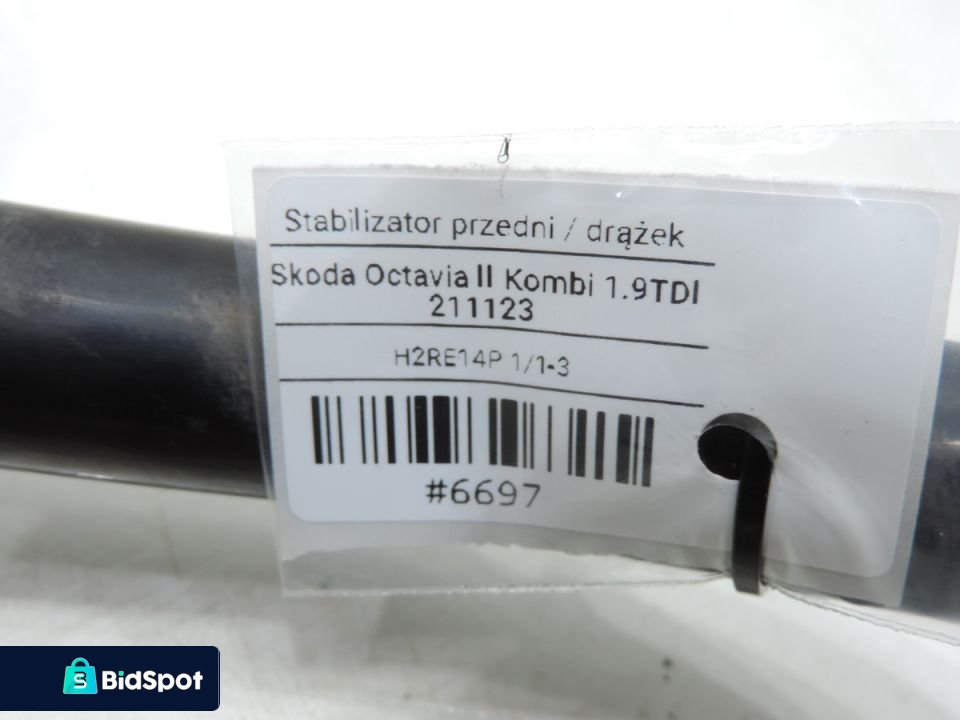 Stabilizator przedni / drążek
Skoda Octavia II Kombi 1.9TDI
211123
H2RE14P 1/1-3
#6697
BidSpot